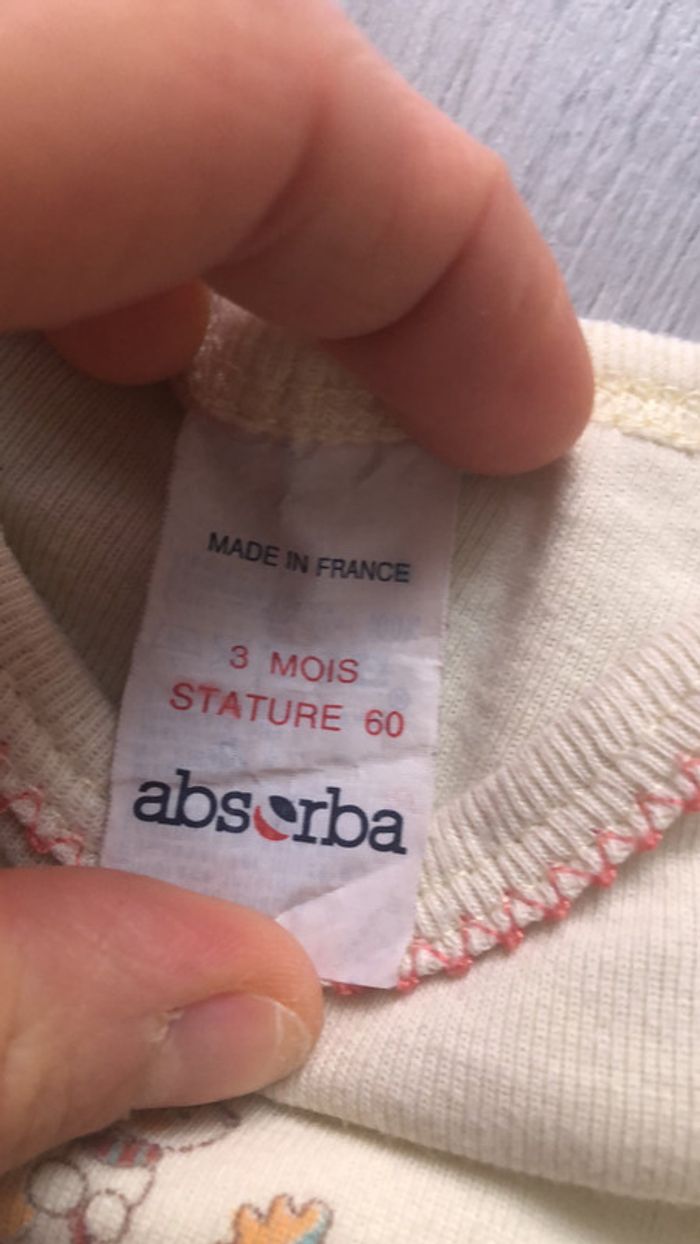 MADE IN FRANCE
3 MOIS
STATURE 60
absorba